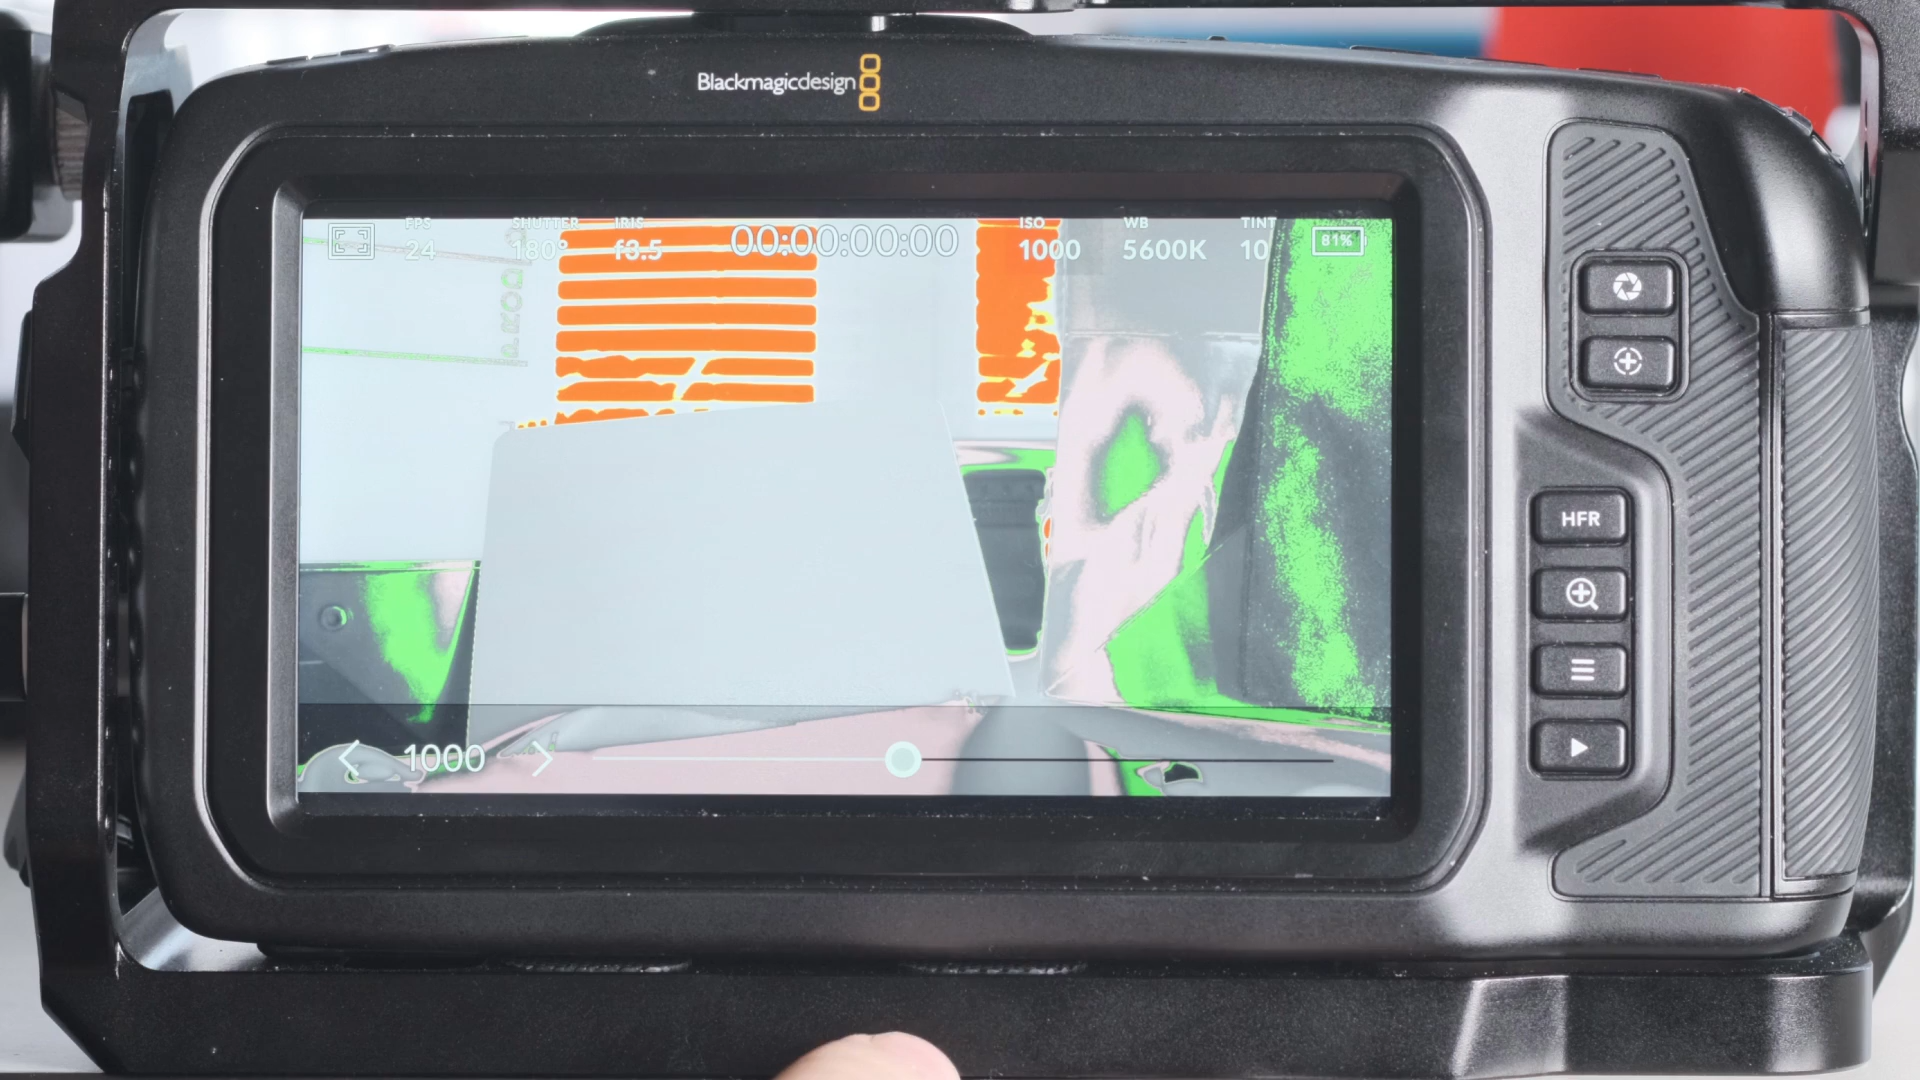 Blackmagicdesign
FPS SHUTTER IRIS ISO WB TINT
24 180° f3.5 00:00:00:00 1000 5600K 10 81%
HFR
1000